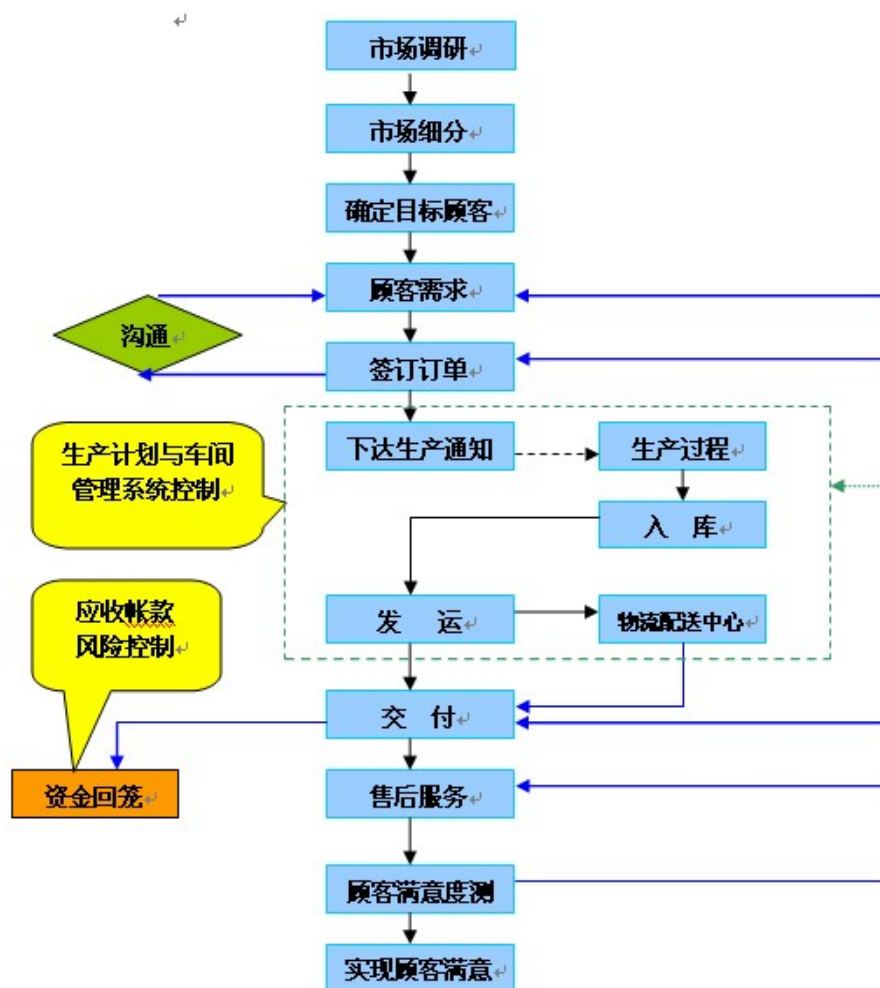 市场调研
市场细分
确定目标顾客
顾客需求
沟通
签订订单
下达生产通知
生产过程
生产计划与车间
管理系统控制
入 库
发 运
物流配送中心
应收帐款
风险控制
交 付
资金回笼
售后服务
顾客满意度测
实现顾客满意